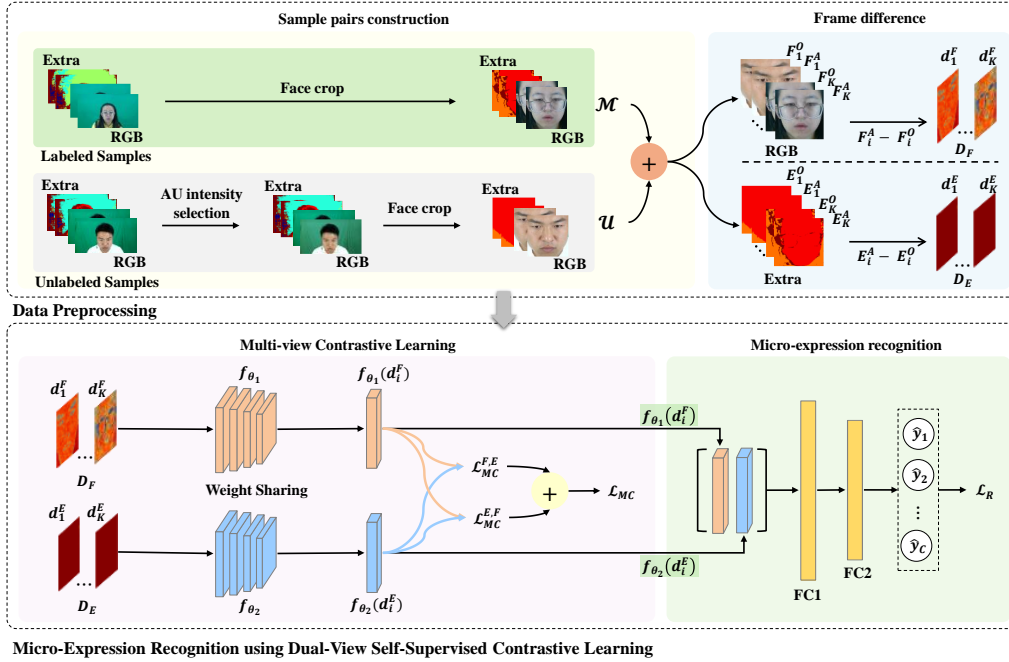 Sample pairs construction
Frame difference
Extra
Face crop
Extra
RGB
RGB
Labeled Samples
ℳ
Extra
AU intensity
selection
Extra
Face crop
Extra
RGB
RGB
RGB
Unlabeled Samples
𝒰
+
F_1^O
F_1^A
F_K^O
F_K^A
...
RGB
F_i^A − F_i^O
d_1^F
d_K^F
...
D_F
E_1^O
E_1^A
E_K^O
E_K^A
...
Extra
E_i^A − E_i^O
d_1^E
d_K^E
...
D_E
Data Preprocessing
Multi-view Contrastive Learning
Micro-expression recognition
d_1^F
d_K^F
...
D_F
f_θ₁
f_θ₁(d_i^F)
Weight Sharing
d_1^E
d_K^E
...
D_E
f_θ₂
f_θ₂(d_i^E)
ℒ_MC^{F,E}
ℒ_MC^{E,F}
+
ℒ_MC
f_θ₁(d_i^F)
f_θ₂(d_i^E)
FC1
FC2
ŷ_1
ŷ_2
⋮
ŷ_C
ℒ_R
Micro-Expression Recognition using Dual-View Self-Supervised Contrastive Learning